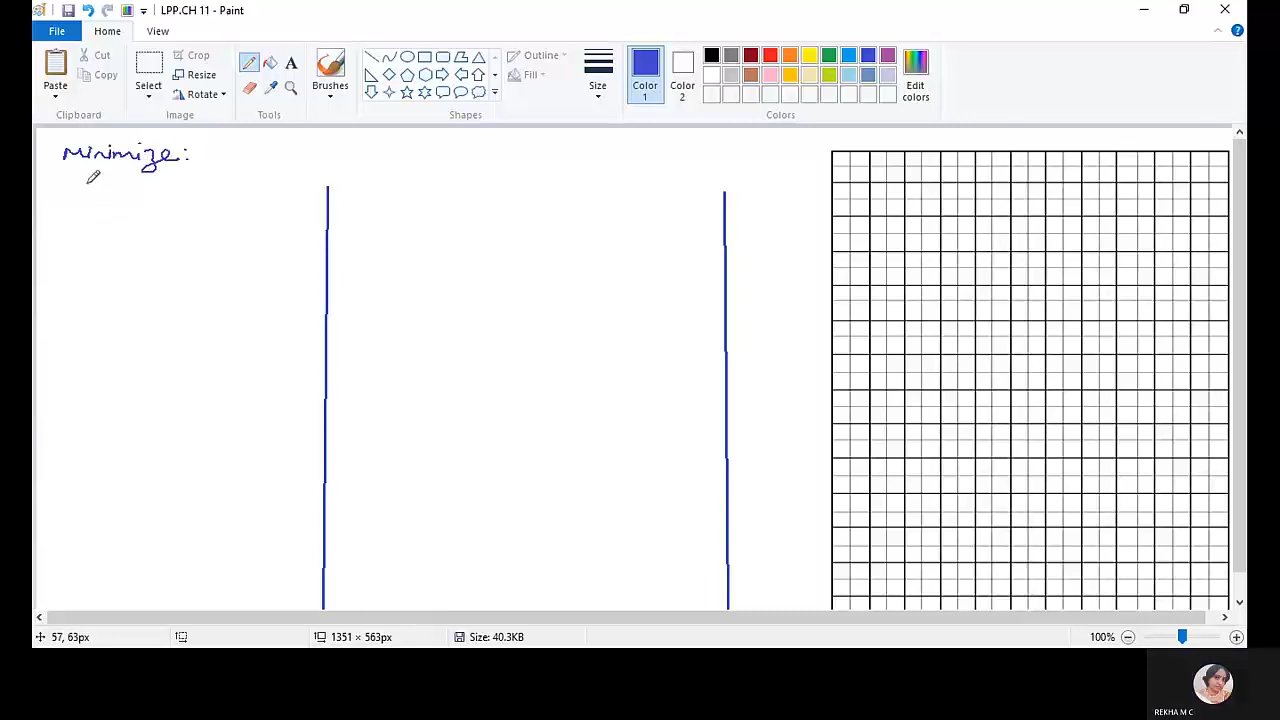 LPP.CH 11 - Paint
File
Home
View
Paste
Cut
Copy
Clipboard
Select
Crop
Resize
Rotate
Image
A
Tools
Brushes
Shapes
Outline
Fill
Size
Color 1
Color 2
Edit colors
Colors
Minimize:
57, 63px
1351 × 563px
Size: 40.3KB
100%
REKHA M C